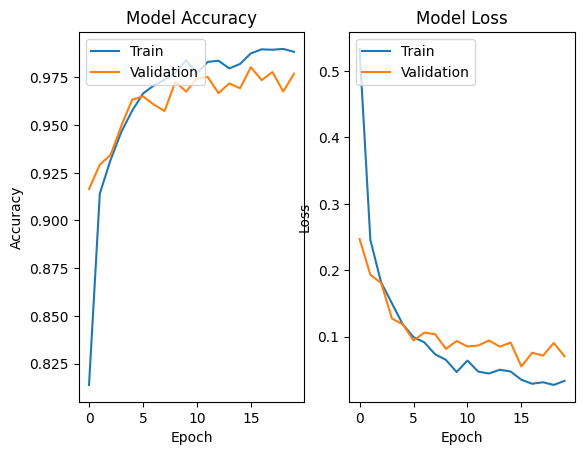 Model Accuracy
Train
Validation
0.975
0.950
0.925
0.900
0.875
0.850
0.825
Accuracy
0 5 10 15
Epoch
Model Loss
Train
Validation
0.5
0.4
0.3
0.2
0.1
Loss
0 5 10 15
Epoch